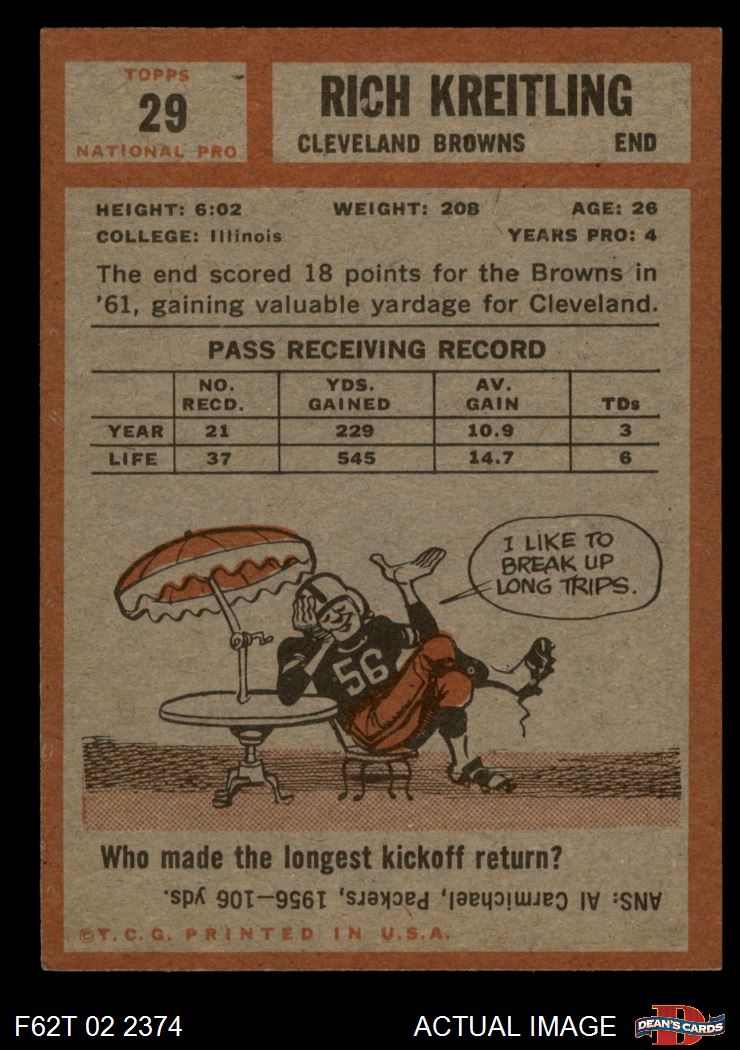 TOPPS
29
NATIONAL PRO
RICH KREITLING
CLEVELAND BROWNS END
HEIGHT: 6:02 WEIGHT: 208 AGE: 26
COLLEGE: Illinois YEARS PRO: 4
The end scored 18 points for the Browns in
'61, gaining valuable yardage for Cleveland.
PASS RECEIVING RECORD
NO. RECD. YDS. GAINED AV. GAIN TDs
YEAR 21 229 10.9 3
LIFE 37 545 14.7 6
I LIKE TO
BREAK UP
LONG TRIPS.
56
Who made the longest kickoff return?
ANS: Al Carmichael, Packers, 1956—106 yds.
©T.C.G. PRINTED IN U.S.A.
F62T 02 2374 ACTUAL IMAGE
D
DEAN'S CARDS